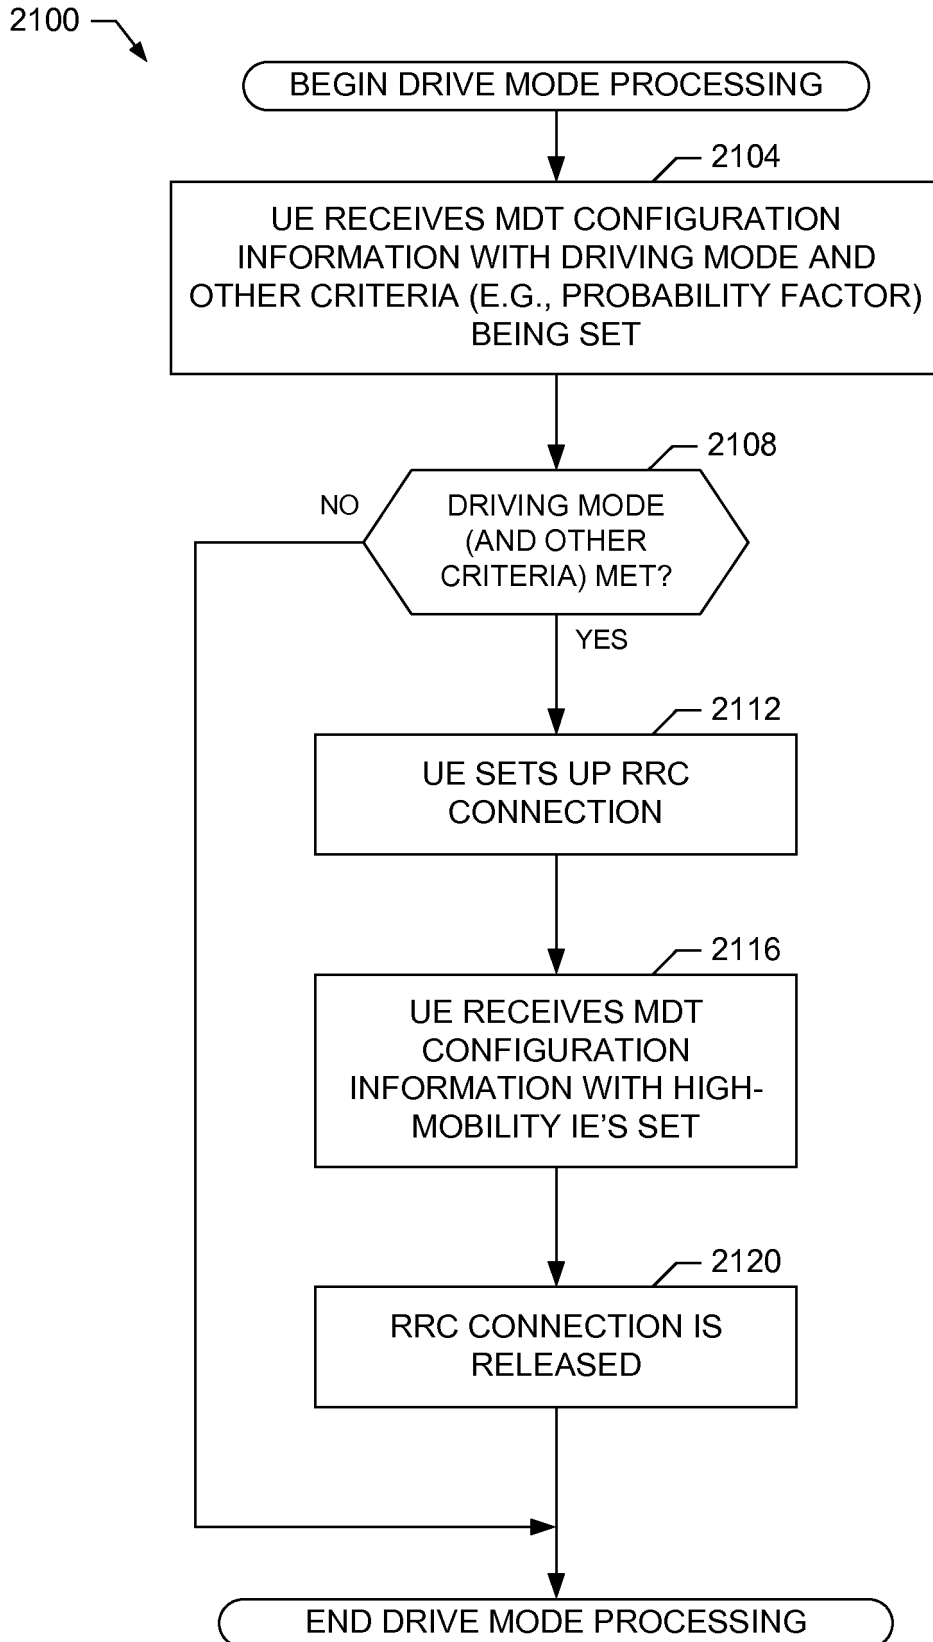 2100
BEGIN DRIVE MODE PROCESSING
2104
UE RECEIVES MDT CONFIGURATION
INFORMATION WITH DRIVING MODE AND
OTHER CRITERIA (E.G., PROBABILITY FACTOR)
BEING SET
2108
NO
DRIVING MODE
(AND OTHER
CRITERIA) MET?
YES
2112
UE SETS UP RRC
CONNECTION
2116
UE RECEIVES MDT
CONFIGURATION
INFORMATION WITH HIGH-
MOBILITY IE'S SET
2120
RRC CONNECTION IS
RELEASED
END DRIVE MODE PROCESSING